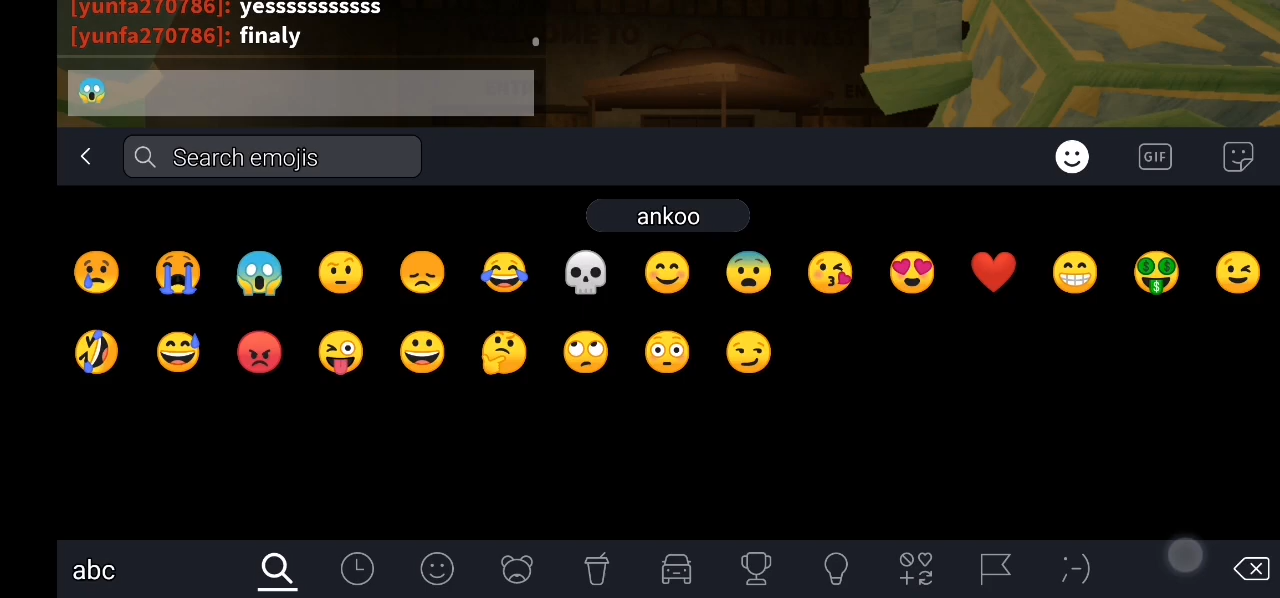 [yunfa270786]: yesssssssssss
[yunfa270786]: finaly
Search emojis
GIF
ankoo
abc